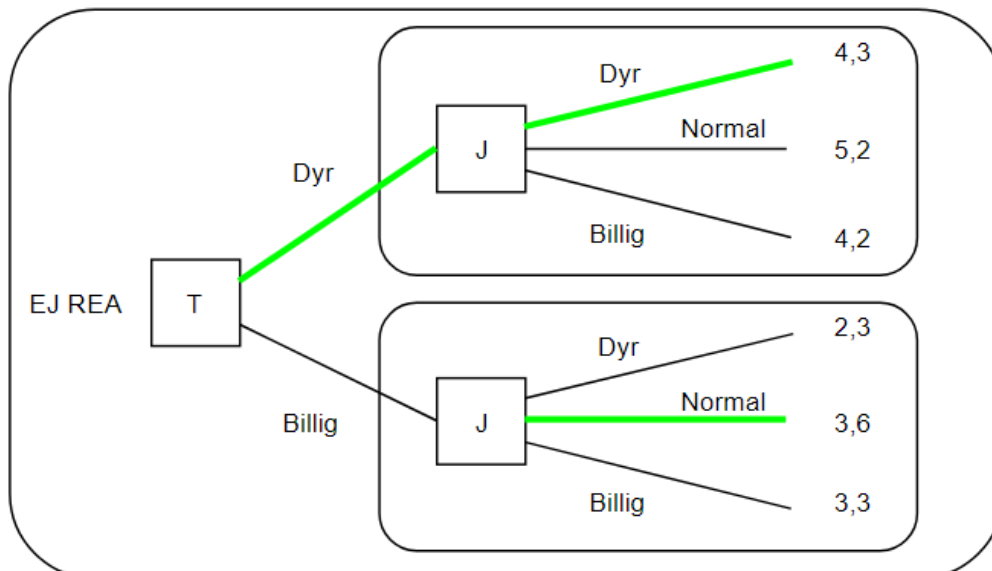 4,3
Dyr
Normal
J
5,2
Dyr
Billig
4,2
EJ REA
T
2,3
Dyr
Normal
Billig
J
3,6
Billig
3,3